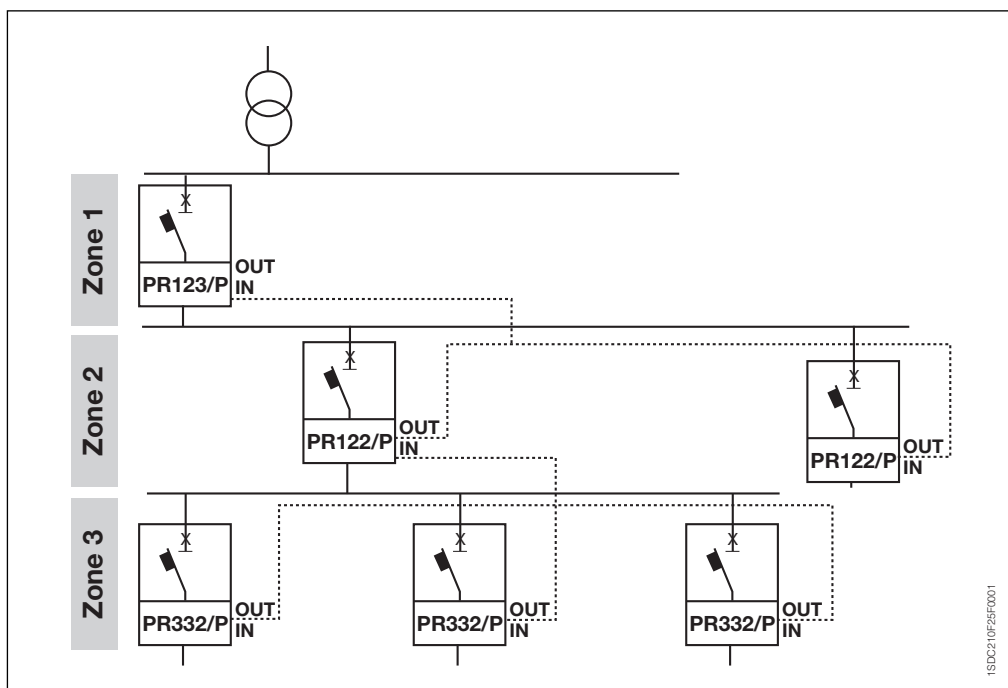 Zone 1
PR123/P
OUT
IN
Zone 2
PR122/P
OUT
IN
PR122/P
OUT
IN
Zone 3
PR332/P
OUT
IN
PR332/P
OUT
IN
PR332/P
OUT
IN
1SDC210F25F0001